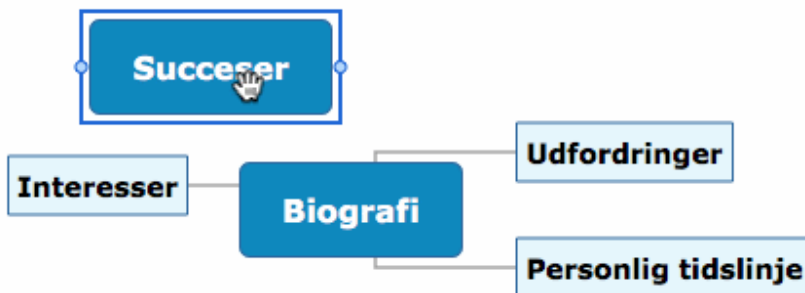 Succeser
Udfordringer
Interesser
Biografi
Personlig tidslinje